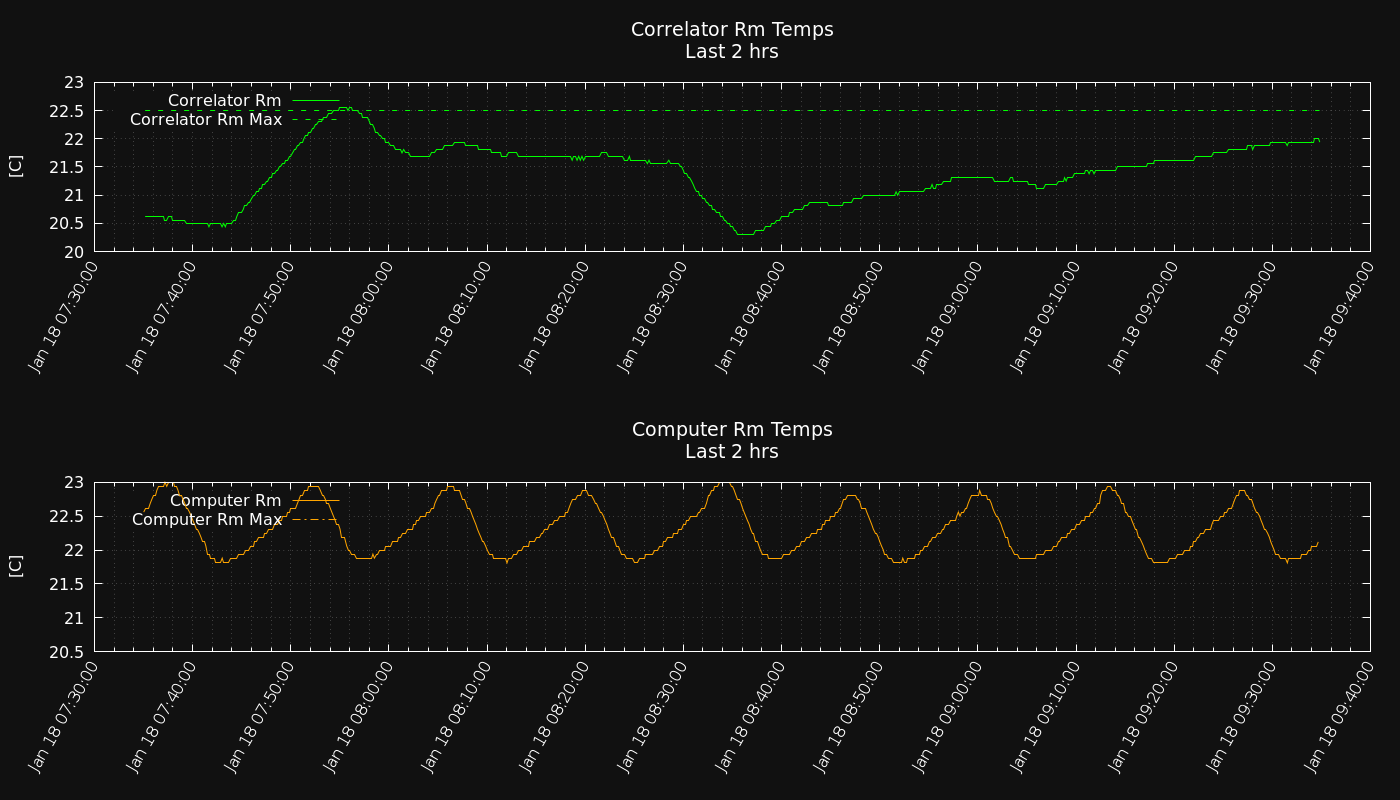 Correlator Rm Temps
Last 2 hrs
Correlator Rm
Correlator Rm Max
[C]
23
22.5
22
21.5
21
20.5
20
Jan 18 07:30:00
Jan 18 07:40:00
Jan 18 07:50:00
Jan 18 08:00:00
Jan 18 08:10:00
Jan 18 08:20:00
Jan 18 08:30:00
Jan 18 08:40:00
Jan 18 08:50:00
Jan 18 09:00:00
Jan 18 09:10:00
Jan 18 09:20:00
Jan 18 09:30:00
Jan 18 09:40:00
Computer Rm Temps
Last 2 hrs
Computer Rm
Computer Rm Max
[C]
23
22.5
22
21.5
21
20.5
Jan 18 07:30:00
Jan 18 07:40:00
Jan 18 07:50:00
Jan 18 08:00:00
Jan 18 08:10:00
Jan 18 08:20:00
Jan 18 08:30:00
Jan 18 08:40:00
Jan 18 08:50:00
Jan 18 09:00:00
Jan 18 09:10:00
Jan 18 09:20:00
Jan 18 09:30:00
Jan 18 09:40:00